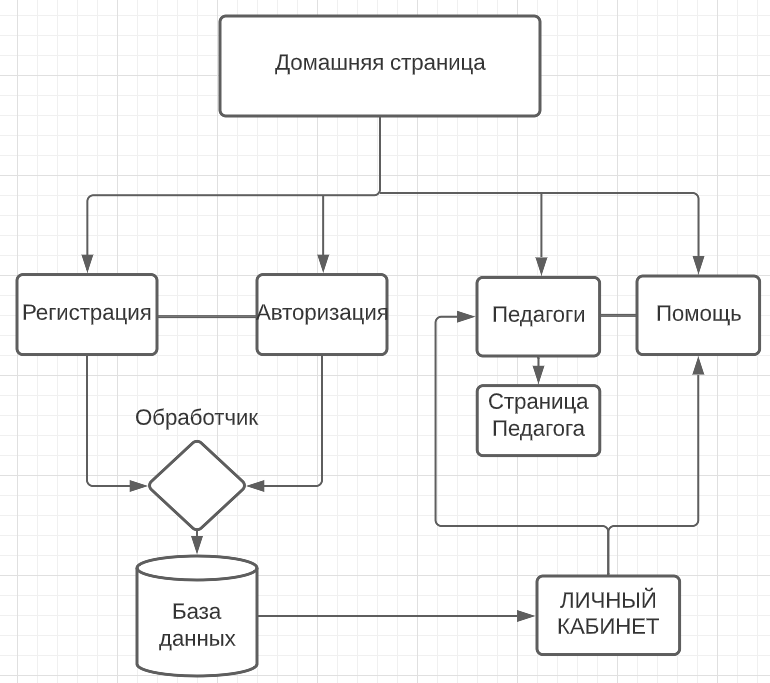 Домашняя страница
Регистрация
Авторизация
Педагоги
Помощь
Страница
Педагога
Обработчик
База
данных
ЛИЧНЫЙ
КАБИНЕТ